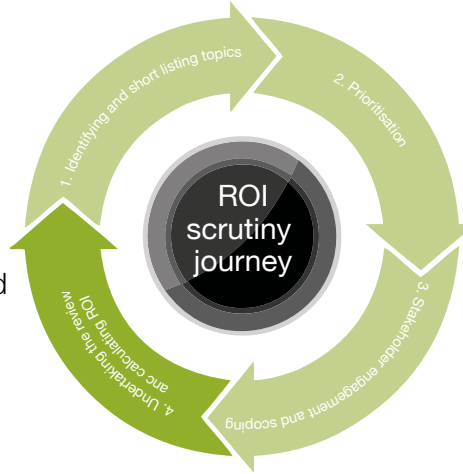 1. Identifying and short listing topics
2. Prioritisation
ROI
scrutiny
journey
d
3. Stakeholder engagement and scoping
4. Undertaking the review
anc calculating ROI